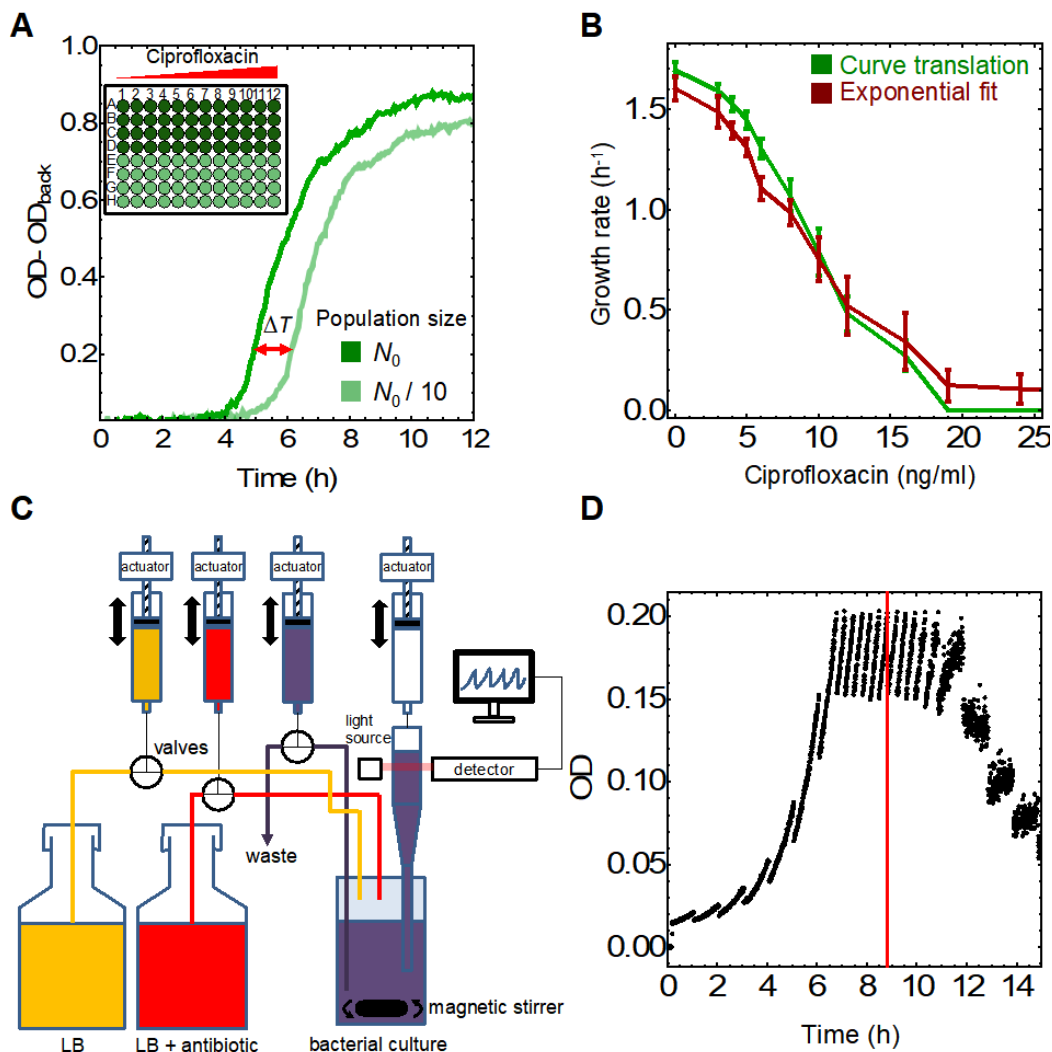 A
Ciprofloxacin
1 2 3 4 5 6 7 8 9 10 11 12
A
B
C
D
E
F
G
H
1.0
0.8
0.6
0.4
0.2
OD- OD back
ΔT
Population size
N0
N0 / 10
0 2 4 6 8 10 12
Time (h)
B
Curve translation
Exponential fit
1.5
1.0
0.5
0.0
Growth rate (h-1)
0 5 10 15 20 25
Ciprofloxacin (ng/ml)
C
actuator actuator actuator actuator
valves
light
source
detector
waste
magnetic stirrer
LB
LB + antibiotic
bacterial culture
D
0.20
0.15
0.10
0.05
0.00
OD
0 2 4 6 8 10 12 14
Time (h)